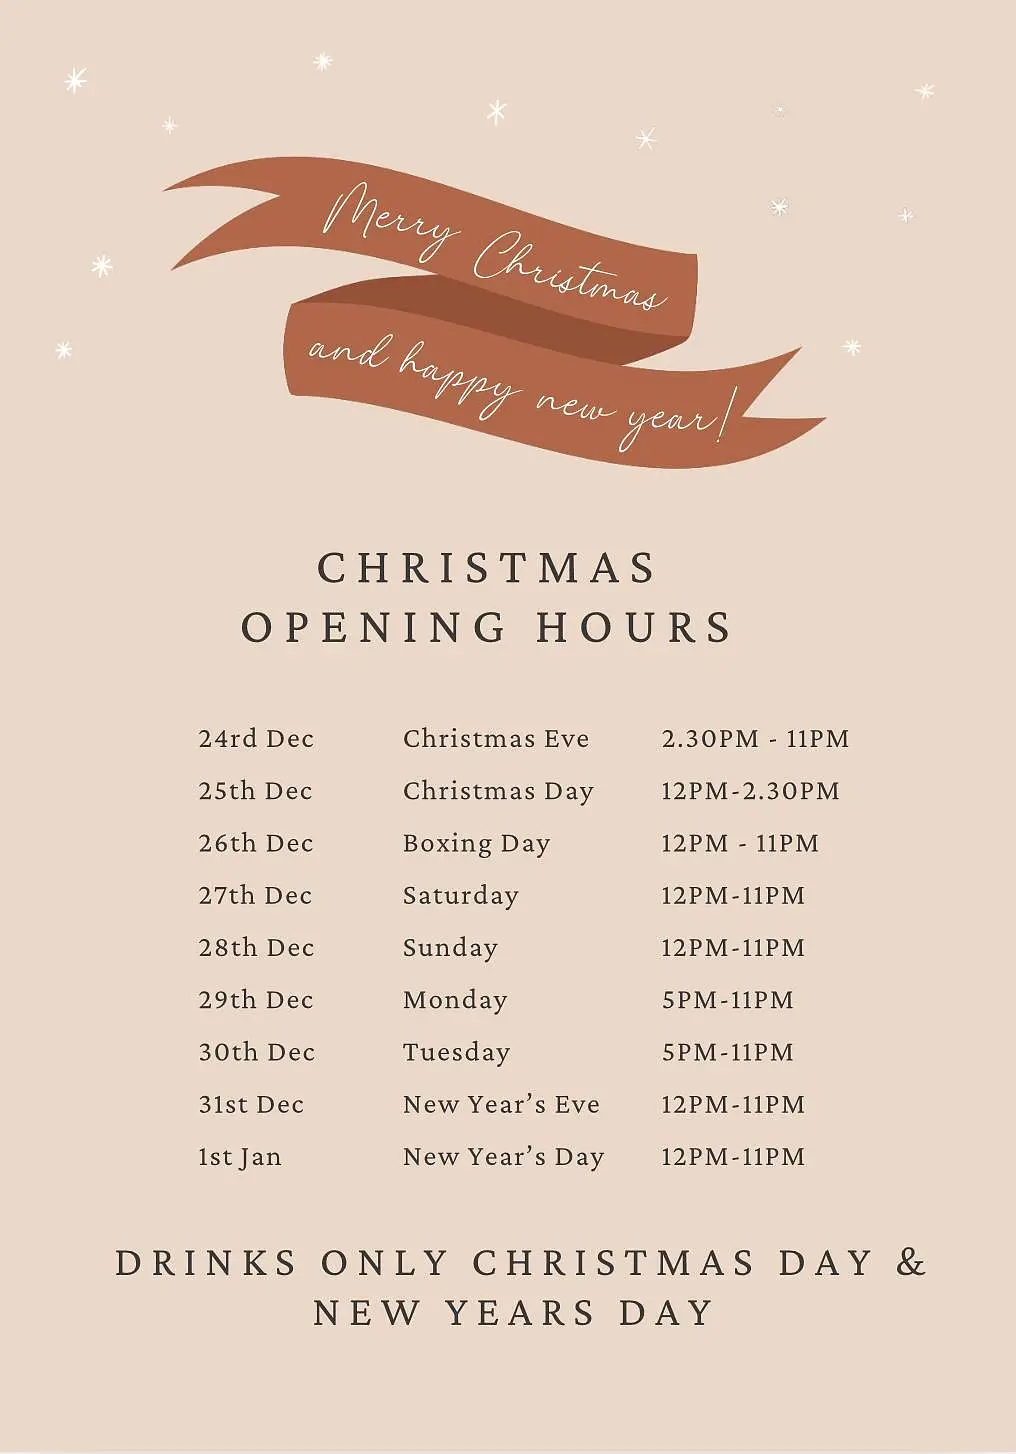 Merry Christmas
and happy new year!
CHRISTMAS
OPENING HOURS
24rd Dec Christmas Eve 2.30PM - 11PM
25th Dec Christmas Day 12PM-2.30PM
26th Dec Boxing Day 12PM - 11PM
27th Dec Saturday 12PM-11PM
28th Dec Sunday 12PM-11PM
29th Dec Monday 5PM-11PM
30th Dec Tuesday 5PM-11PM
31st Dec New Year’s Eve 12PM-11PM
1st Jan New Year’s Day 12PM-11PM
DRINKS ONLY CHRISTMAS DAY &
NEW YEARS DAY